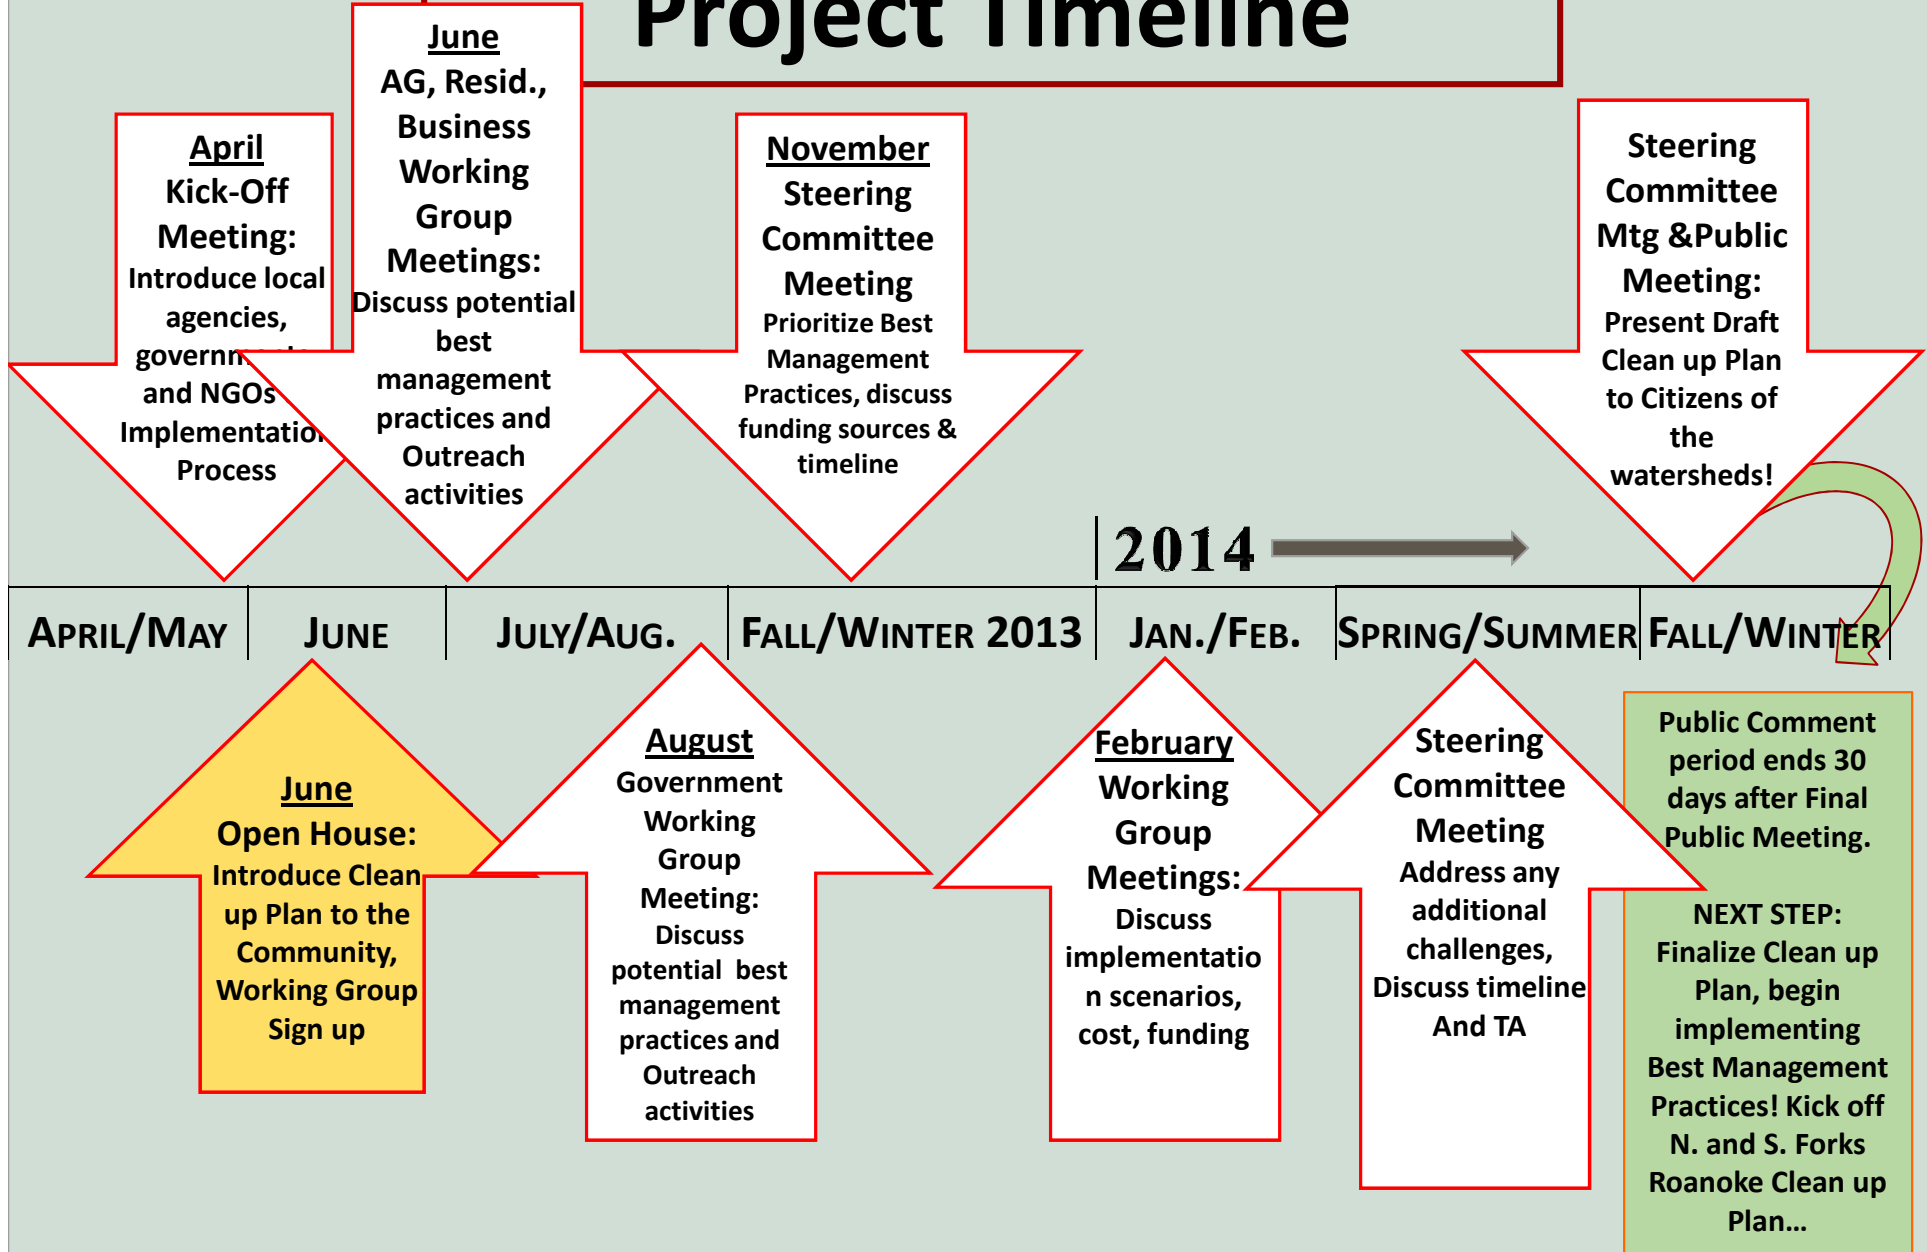 Project Timeline
April
Kick-Off
Meeting:
Introduce local
agencies,
and NGOs
Implementation
Process
June
AG, Resid.,
Business
Working
Group
Meetings:
Discuss potential
best
management
practices and
Outreach
activities
November
Steering
Committee
Meeting
Prioritize Best
Management
Practices, discuss
funding sources &
timeline
Steering
Committee
Mtg &Public
Meeting:
Present Draft
Clean up Plan
to Citizens of
the
watersheds!
2014
APRIL/MAY JUNE JULY/AUG. FALL/WINTER 2013 JAN./FEB. SPRING/SUMMER FALL/WINTER
June
Open House:
Introduce Clean
up Plan to the
Community,
Working Group
Sign up
August
Government
Working
Group
Meeting:
Discuss
potential best
management
practices and
Outreach
activities
February
Working
Group
Meetings:
Discuss
implementatio
n scenarios,
cost, funding
Steering
Committee
Meeting
Address any
additional
challenges,
Discuss timeline
And TA
Public Comment
period ends 30
days after Final
Public Meeting.
NEXT STEP:
Finalize Clean up
Plan, begin
implementing
Best Management
Practices! Kick off
N. and S. Forks
Roanoke Clean up
Plan...